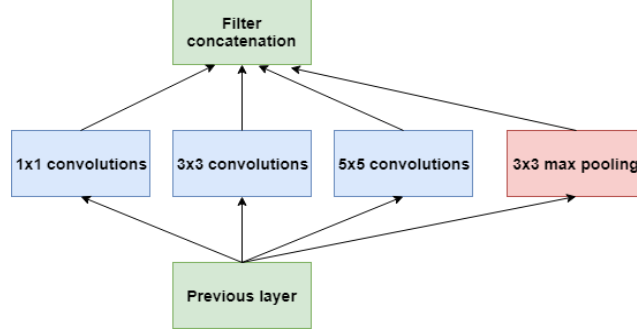 Filter
concatenation
1x1 convolutions
3x3 convolutions
5x5 convolutions
3x3 max pooling
Previous layer